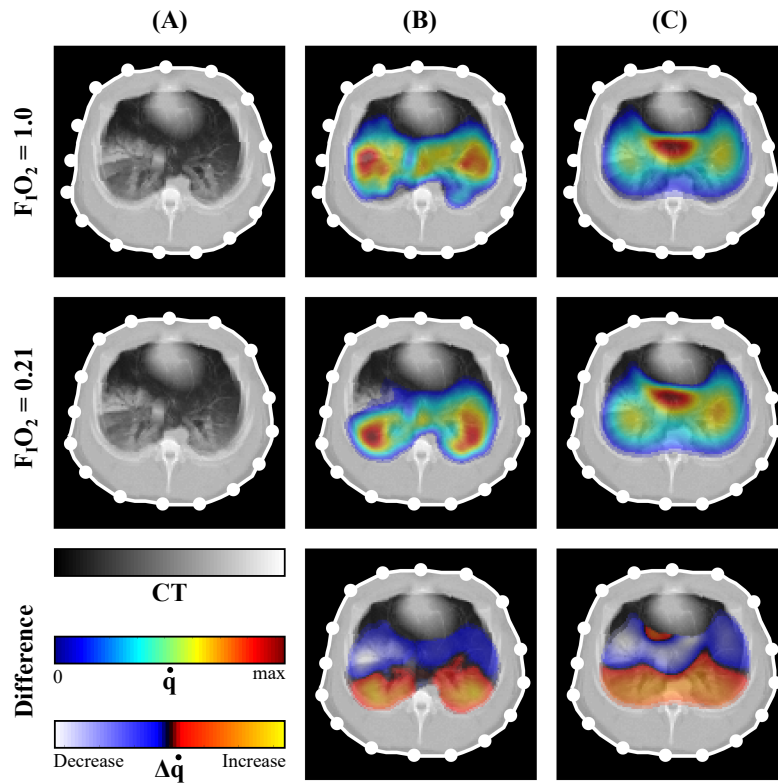 (A) (B) (C)
F_IO_2 = 1.0
F_IO_2 = 0.21
Difference
CT
0 q̇ max
Decrease Δq̇ Increase